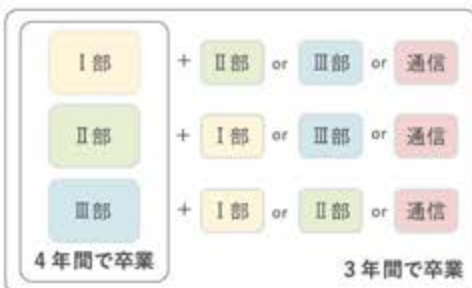 Ⅰ部 + Ⅱ部 or Ⅲ部 or 通信
Ⅱ部 + Ⅰ部 or Ⅲ部 or 通信
Ⅲ部 + Ⅰ部 or Ⅱ部 or 通信
4年間で卒業
3年間で卒業